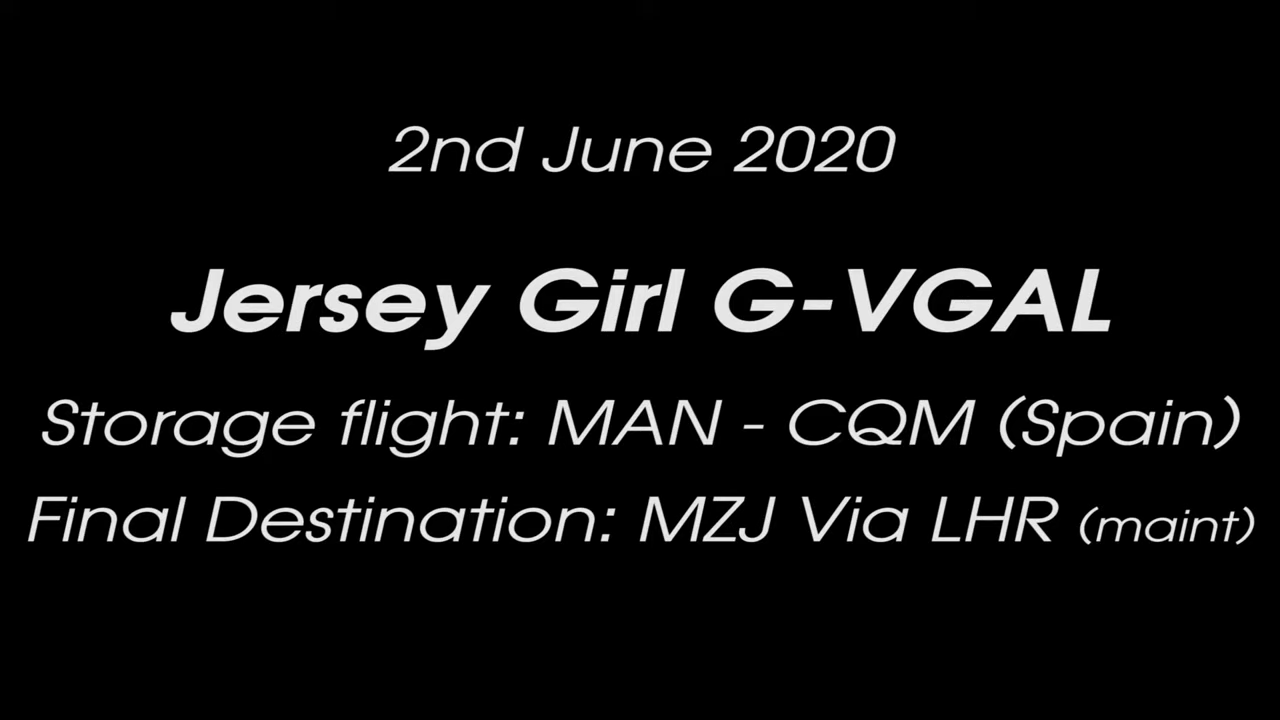 2nd June 2020
Jersey Girl G-VGAL
Storage flight: MAN - CQM (Spain)
Final Destination: MZJ Via LHR (maint)